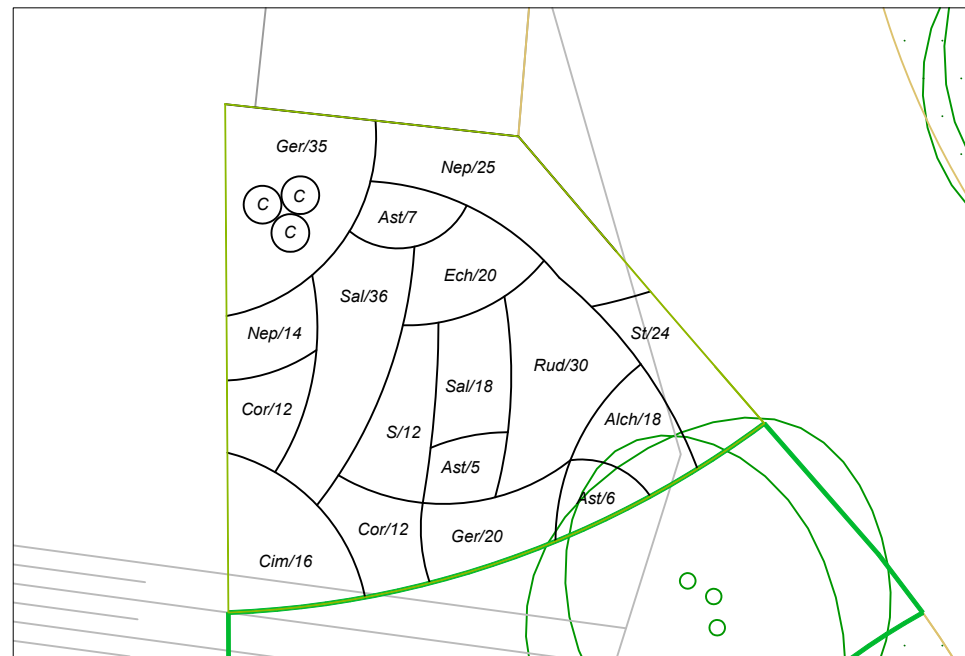 Ger/35
Nep/25
C
C
C
Ast/7
Ech/20
Sal/36
Nep/14
St/24
Rud/30
Sal/18
Cor/12
Alch/18
S/12
Ast/5
Ast/6
Cor/12
Ger/20
Cim/16